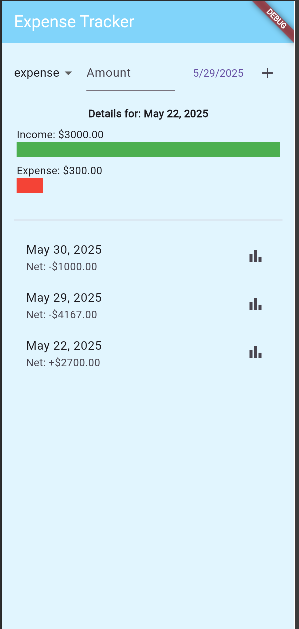 Expense Tracker
DEBUG
expense Amount 5/29/2025 +
Details for: May 22, 2025
Income: $3000.00
Expense: $300.00
May 30, 2025
Net: -$1000.00
May 29, 2025
Net: -$4167.00
May 22, 2025
Net: +$2700.00